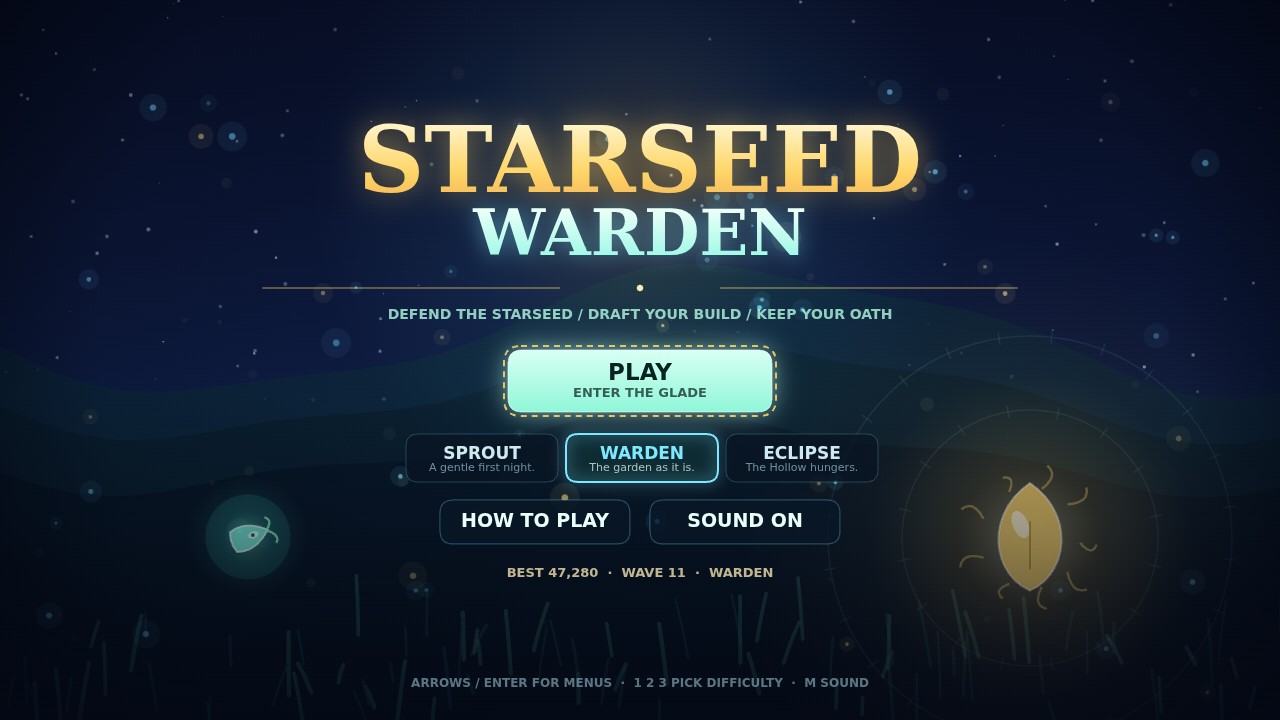 STARSEED
WARDEN
DEFEND THE STARSEED / DRAFT YOUR BUILD / KEEP YOUR OATH
PLAY
ENTER THE GLADE
SPROUT
A gentle first night.
WARDEN
The garden as it is.
ECLIPSE
The Hollow hungers.
HOW TO PLAY
SOUND ON
BEST 47,280 · WAVE 11 · WARDEN
ARROWS / ENTER FOR MENUS · 1 2 3 PICK DIFFICULTY · M SOUND